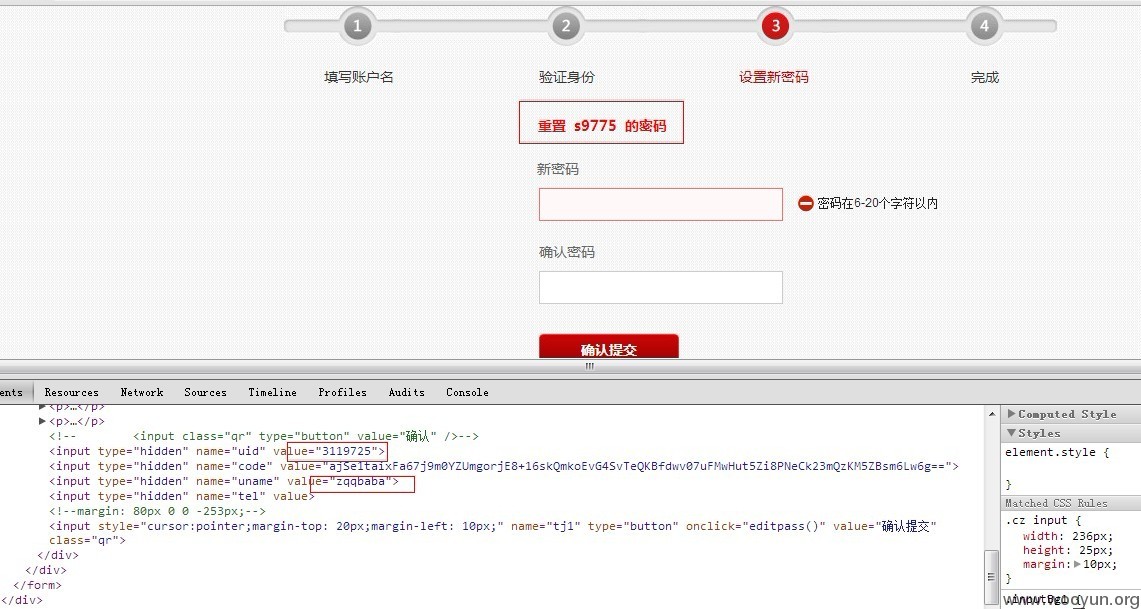 1 2 3 4
填写账户名 验证身份 设置新密码 完成
重置 s9775 的密码
新密码
密码在6-20个字符以内
确认密码
确认提交
ents Resources Network Sources Timeline Profiles Audits Console
▶<p>…</p>
▶<p>…</p>
<!-- <input class="qr" type="button" value="确认" />-->
<input type="hidden" name="uid" value="3119725">
<input type="hidden" name="code" value="ajSe1taixFa67j9m0YZUmgorjE8+16skQmkoEvG4SvTeQKBfdwv07uFMwHut5Zi8PNeCk23mQzKM5ZBsm6Lw6g==">
<input type="hidden" name="uname" value="zqqbaba">
<input type="hidden" name="tel" value>
<!--margin: 80px 0 0 -253px;-->
<input style="cursor:pointer;margin-top: 20px;margin-left: 10px;" name="tj1" type="button" onclick="editpass()" value="确认提交"
class="qr">
</div>
</div>
</form>
</div>
▶Computed Style
▼Styles
element.style {
}
Matched CSS Rules
.cz input {
width: 236px;
height: 25px;
margin:▶10px;
}
www.wooyun.org